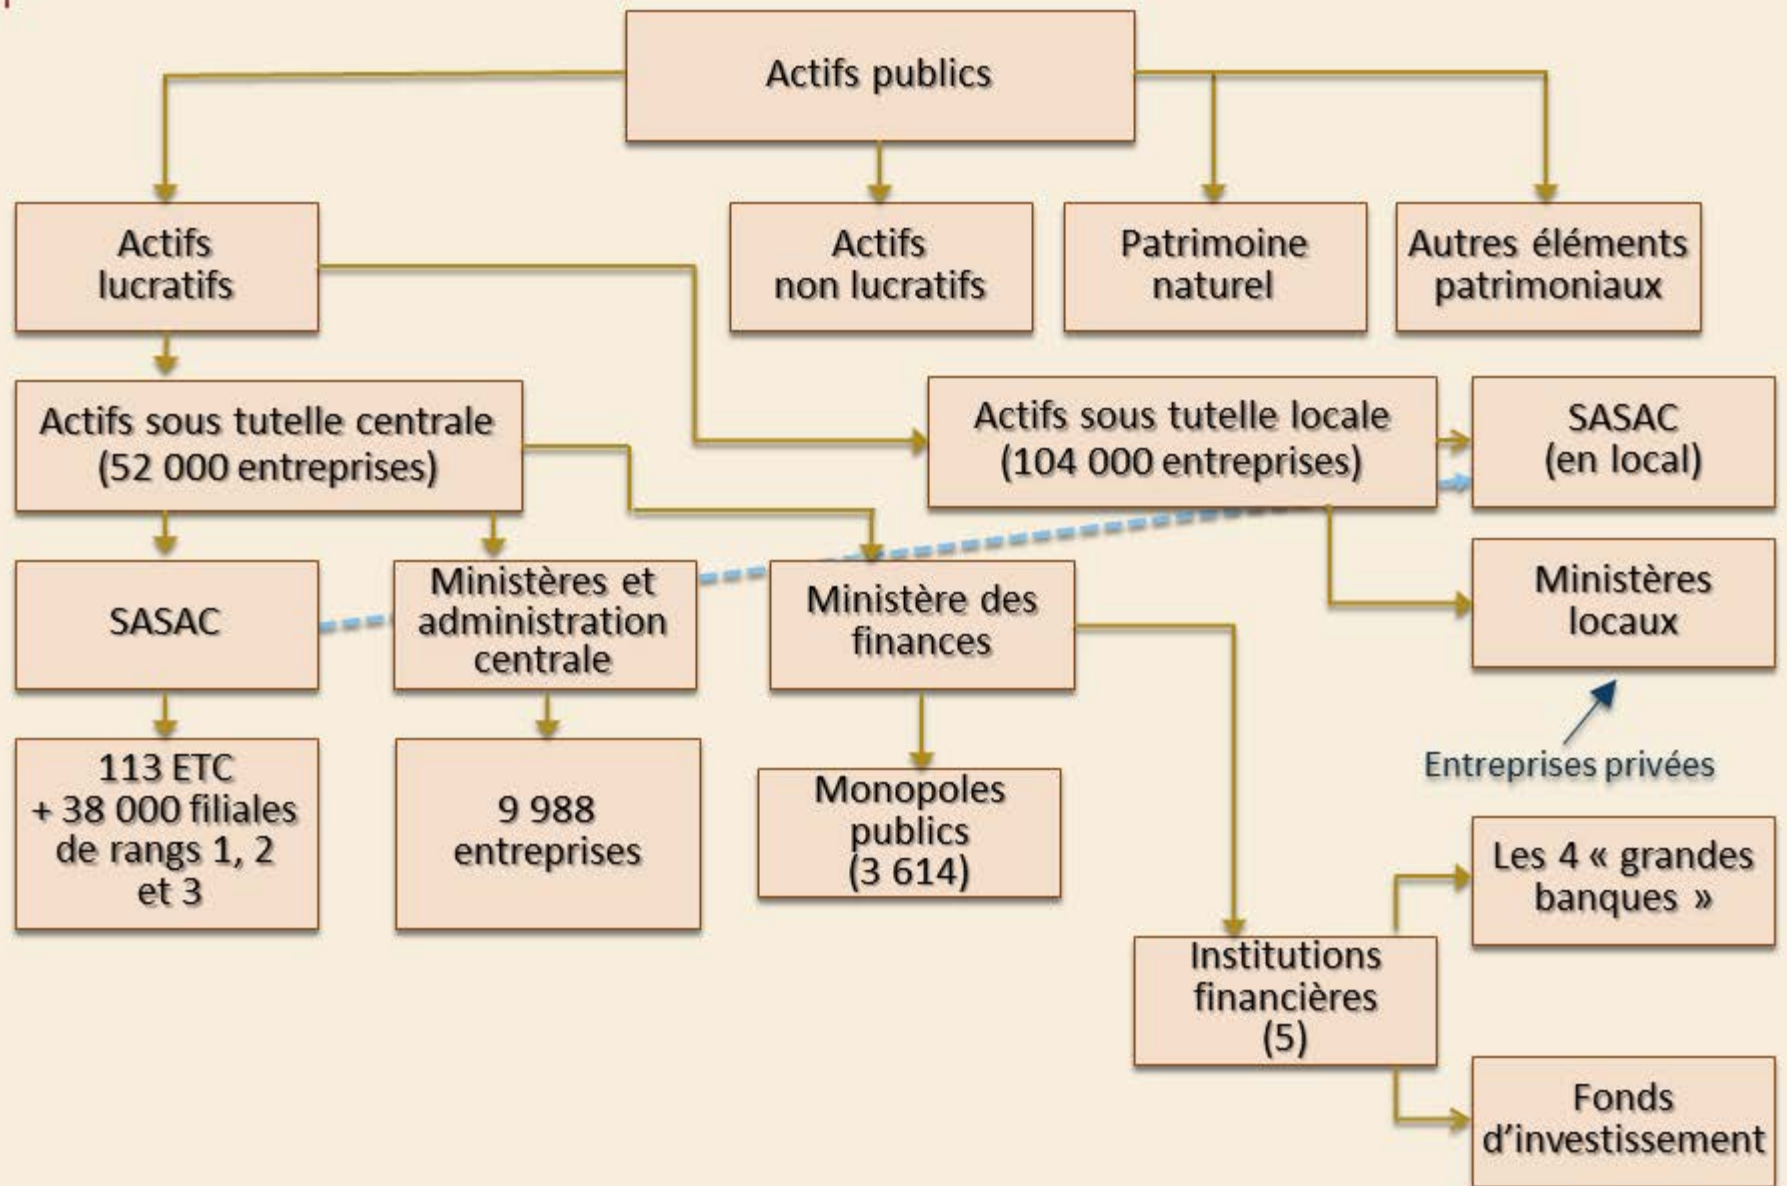 Actifs publics
Actifs
lucratifs
Actifs
non lucratifs
Patrimoine
naturel
Autres éléments
patrimoniaux
Actifs sous tutelle centrale
(52 000 entreprises)
Actifs sous tutelle locale
(104 000 entreprises)
SASAC
(en local)
SASAC
Ministères et
administration
centrale
Ministère des
finances
Ministères
locaux
113 ETC
+ 38 000 filiales
de rangs 1, 2
et 3
9 988
entreprises
Monopoles
publics
(3 614)
Entreprises privées
Les 4 « grandes
banques »
Institutions
financières
(5)
Fonds
d’investissement